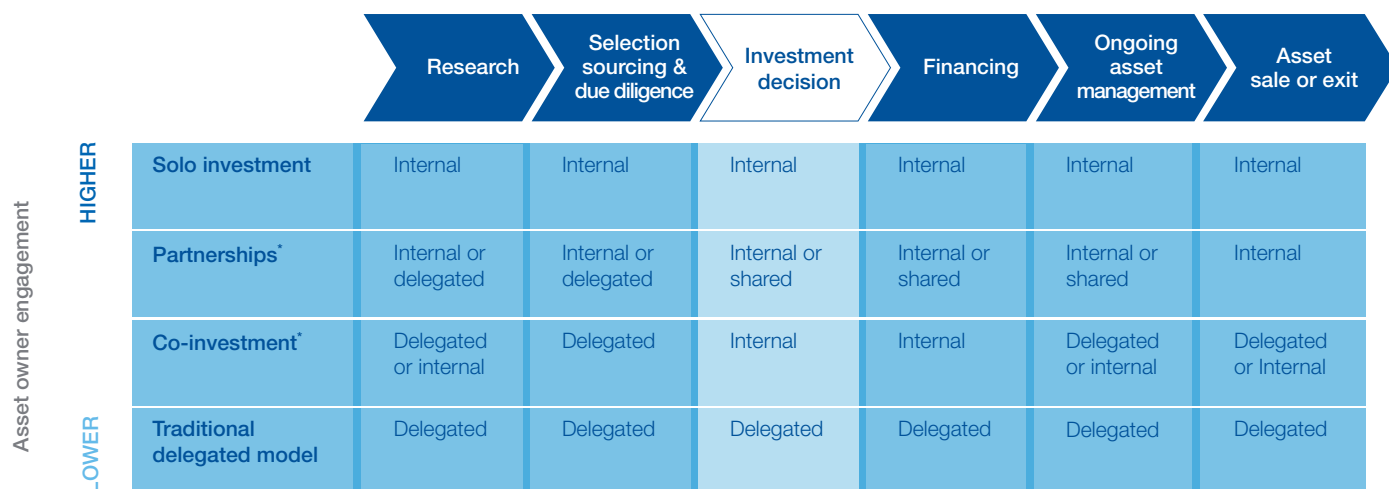 Research
Selection
sourcing &
due diligence
Investment
decision
Financing
Ongoing
asset
management
Asset
sale or exit
Asset owner engagement
HIGHER
LOWER
Solo investment
Internal
Internal
Internal
Internal
Internal
Internal
Partnerships*
Internal or
delegated
Internal or
delegated
Internal or
shared
Internal or
shared
Internal or
shared
Internal
Co-investment*
Delegated
or internal
Delegated
Internal
Internal
Delegated
or internal
Delegated
or Internal
Traditional
delegated model
Delegated
Delegated
Delegated
Delegated
Delegated
Delegated